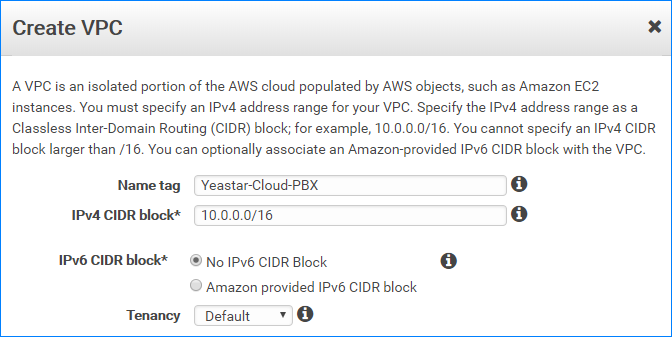 Create VPC
A VPC is an isolated portion of the AWS cloud populated by AWS objects, such as Amazon EC2
instances. You must specify an IPv4 address range for your VPC. Specify the IPv4 address range as a
Classless Inter-Domain Routing (CIDR) block; for example, 10.0.0.0/16. You cannot specify an IPv4 CIDR
block larger than /16. You can optionally associate an Amazon-provided IPv6 CIDR block with the VPC.
Name tag Yeastar-Cloud-PBX
IPv4 CIDR block* 10.0.0.0/16
IPv6 CIDR block* No IPv6 CIDR Block
Amazon provided IPv6 CIDR block
Tenancy Default